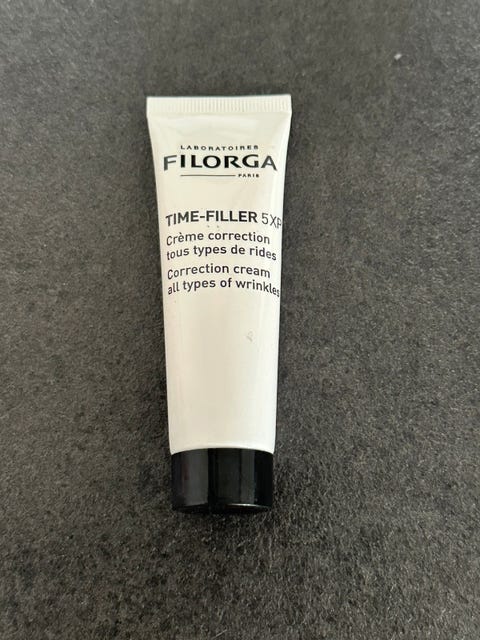 LABORATOIRES
FILORGA
PARIS
TIME-FILLER 5XP
Crème correction
tous types de rides
Correction cream
all types of wrinkles